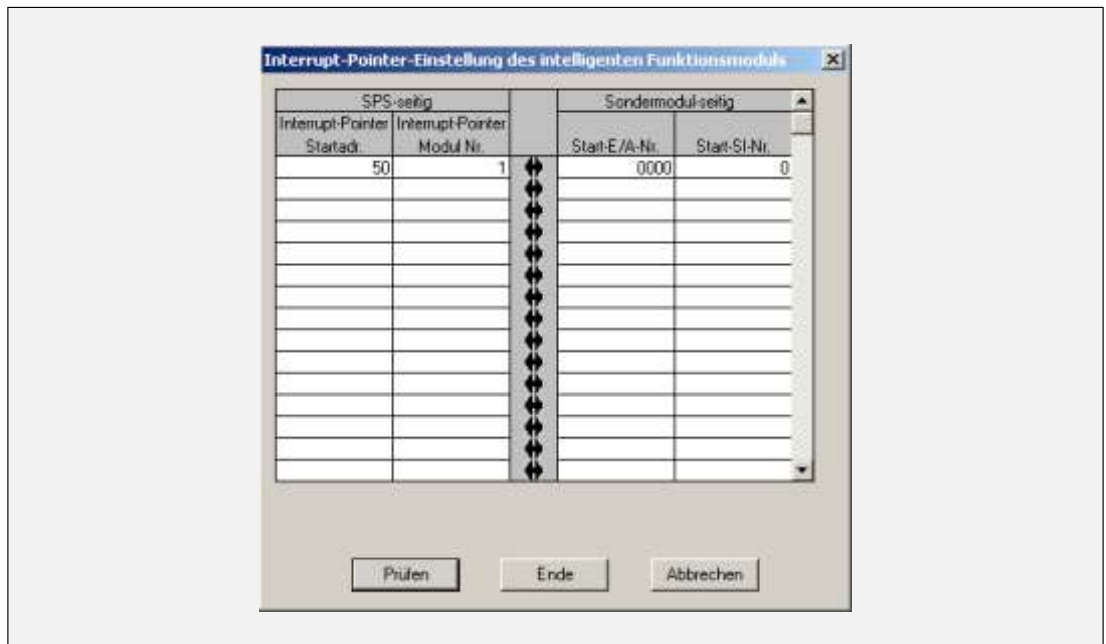 Interrupt-Pointer-Einstellung des intelligenten Funktionsmoduls
SPS-seitig Sondermodul-seitig
Interrupt-Pointer Startadr. Interrupt-Pointer Modul Nr. Start-E/A-Nr. Start-SI-Nr.
50 1 0000 0
Prüfen Ende Abbrechen